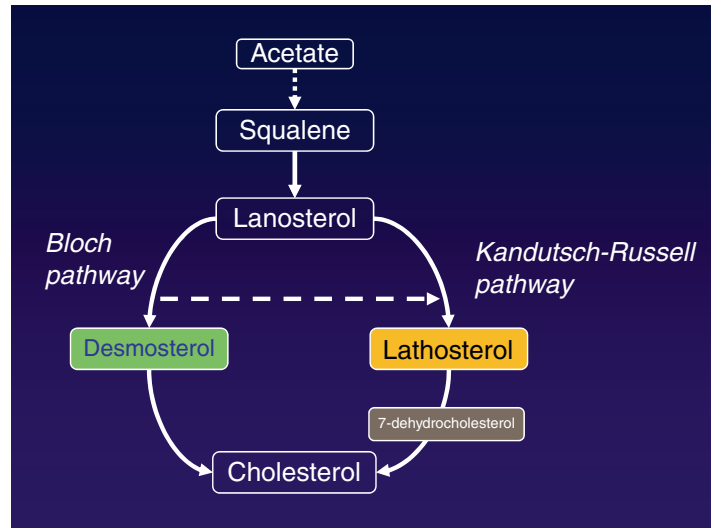 Acetate
Squalene
Lanosterol
Bloch
pathway
Kandutsch-Russell
pathway
Desmosterol
Lathosterol
7-dehydrocholesterol
Cholesterol